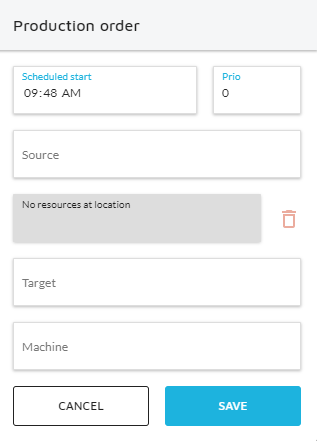 Production order
Scheduled start
Prio
09:48 AM
0
Source
No resources at location
Target
Machine
CANCEL
SAVE